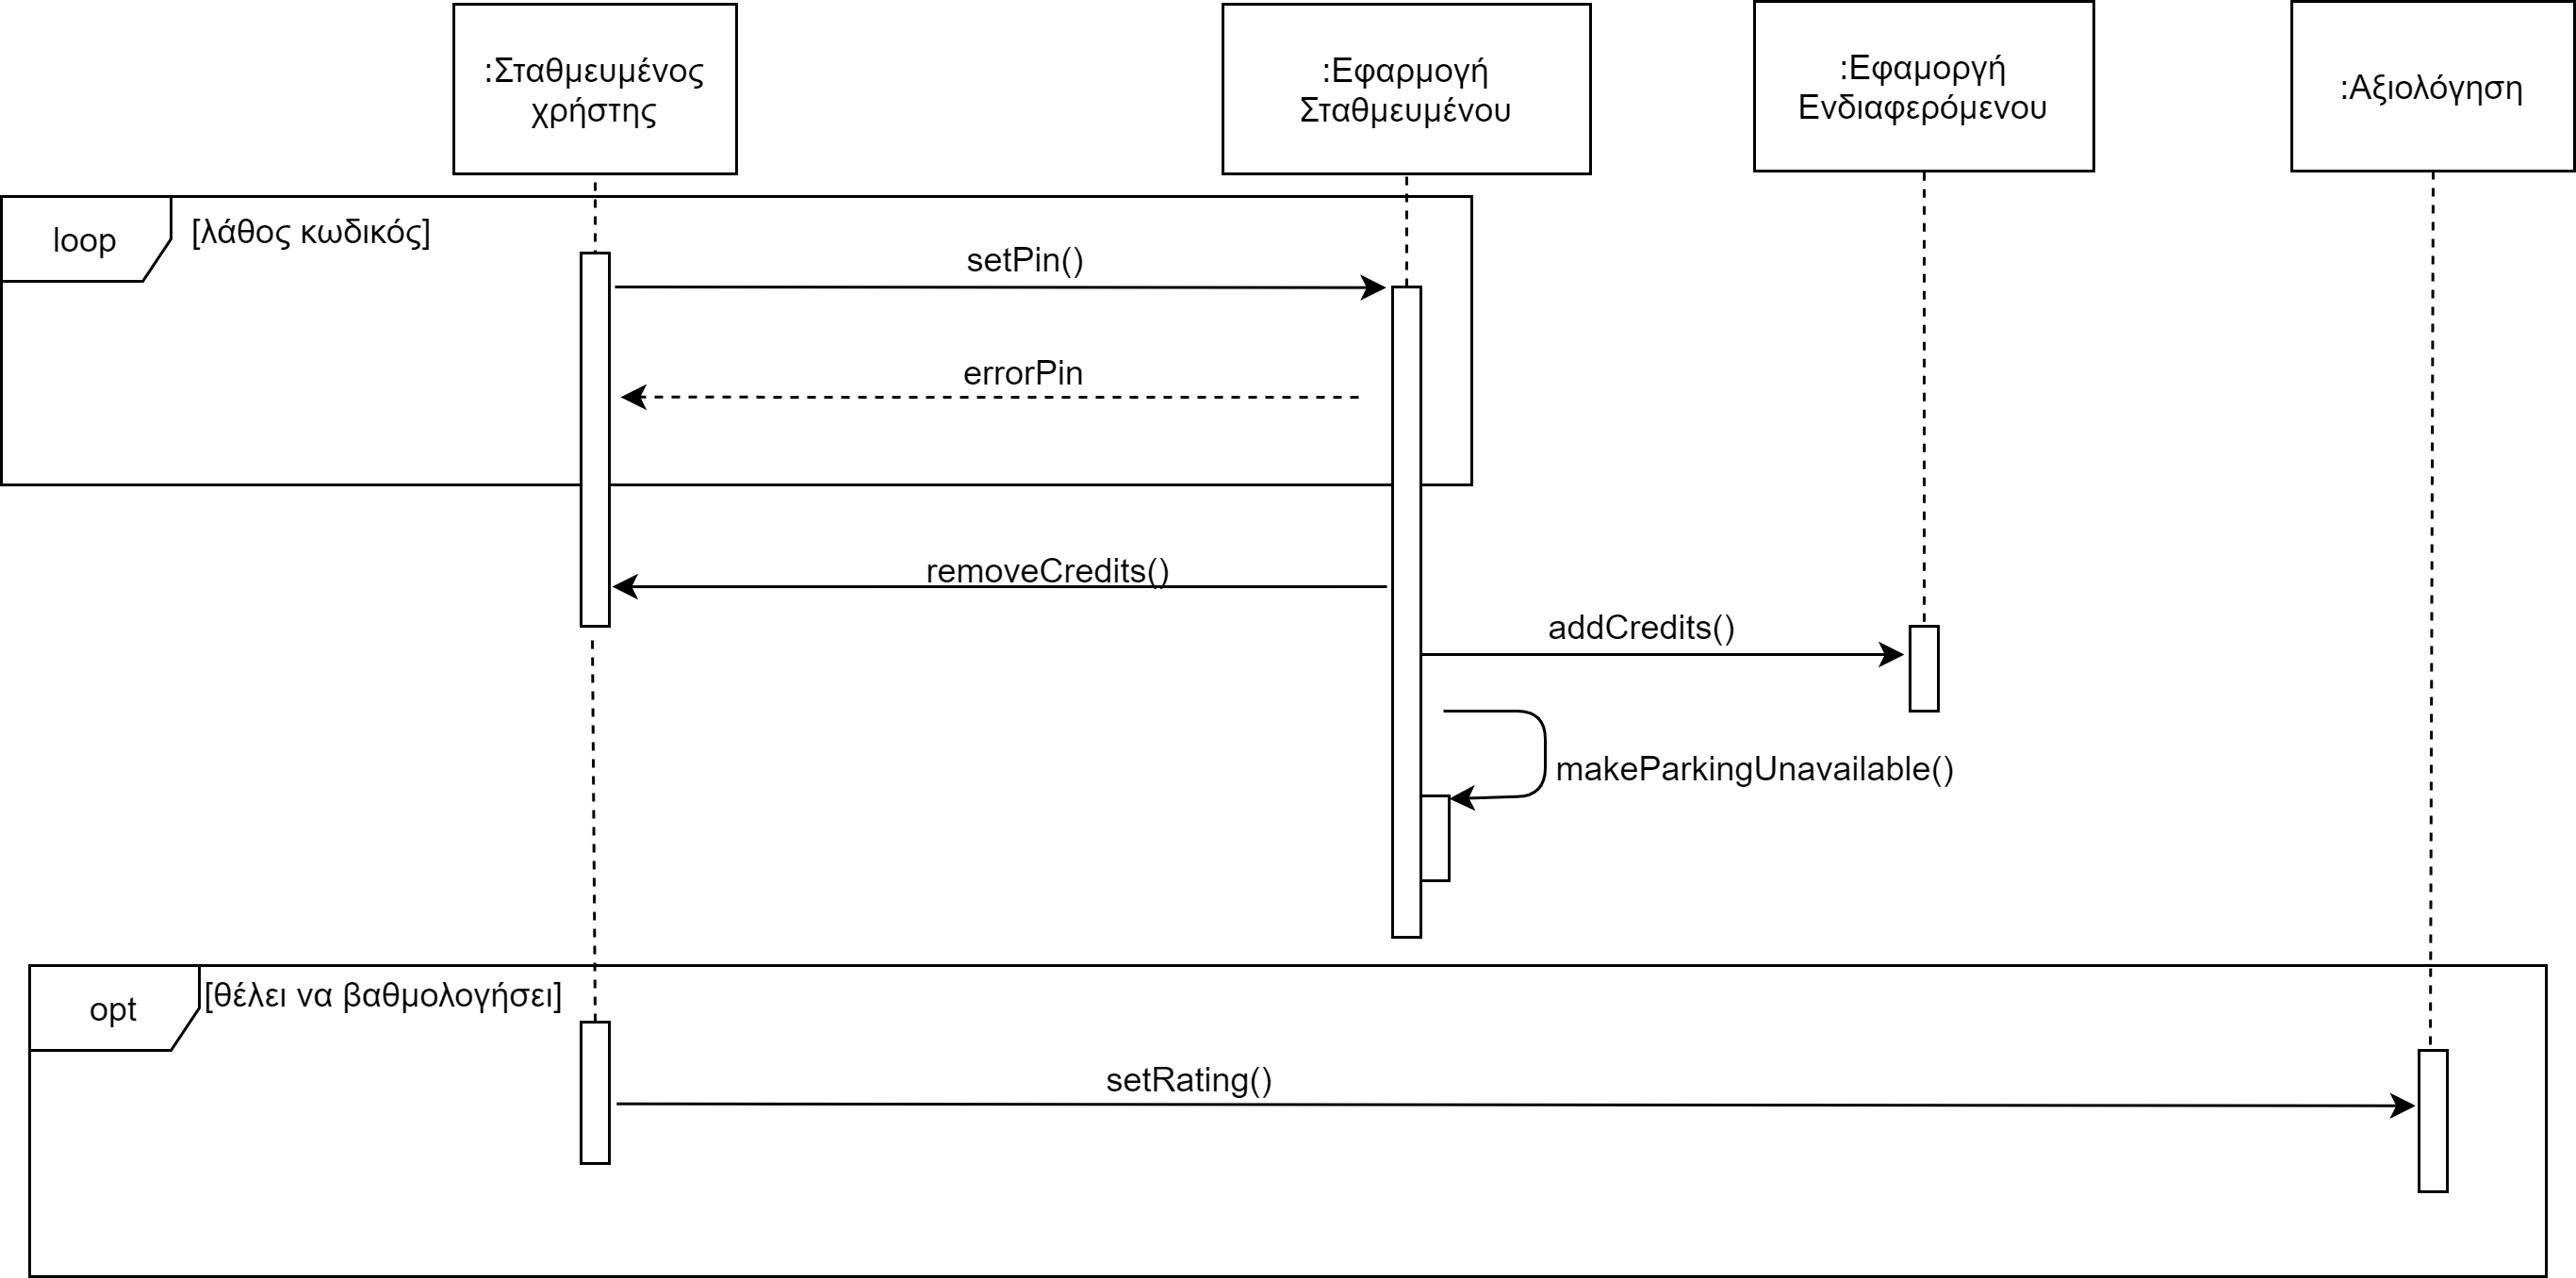 :Σταθμευμένος
χρήστης
:Εφαρμογή
Σταθμευμένου
:Εφαμοργή
Ενδιαφερόμενου
:Αξιολόγηση
loop
[λάθος κωδικός]
setPin()
errorPin
removeCredits()
addCredits()
makeParkingUnavailable()
opt
[θέλει να βαθμολογήσει]
setRating()